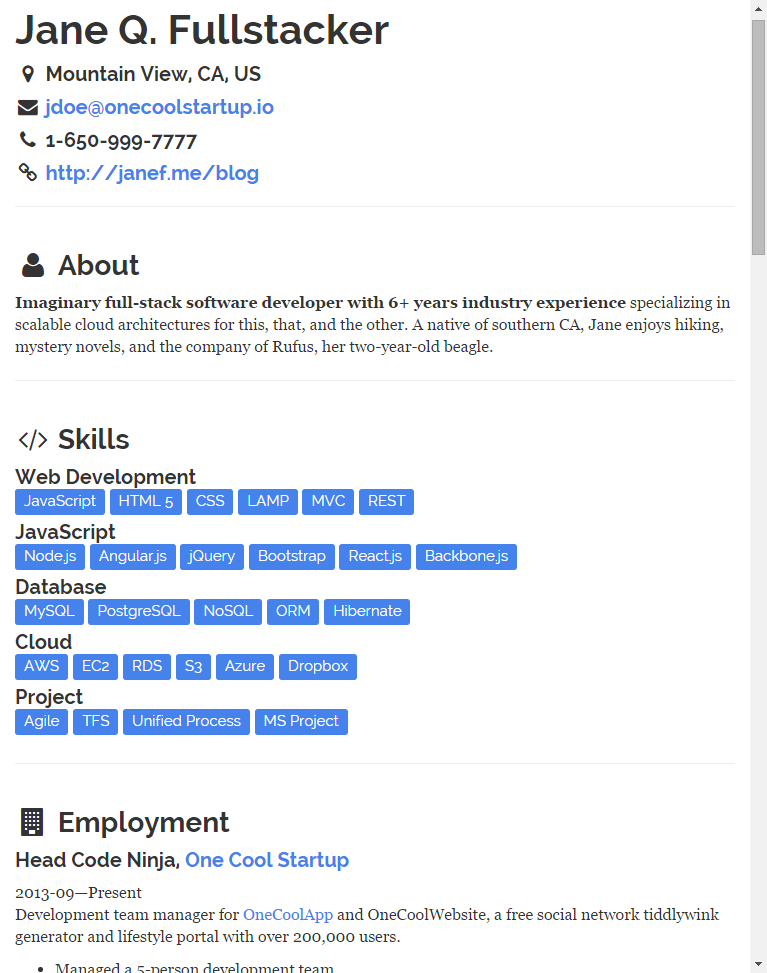 Jane Q. Fullstacker
Mountain View, CA, US
jdoe@onecoolstartup.io
1-650-999-7777
http://janef.me/blog
About
Imaginary full-stack software developer with 6+ years industry experience specializing in
scalable cloud architectures for this, that, and the other. A native of southern CA, Jane enjoys hiking,
mystery novels, and the company of Rufus, her two-year-old beagle.
</> Skills
Web Development
JavaScript HTML 5 CSS LAMP MVC REST
JavaScript
Node.js Angular.js jQuery Bootstrap React.js Backbone.js
Database
MySQL PostgreSQL NoSQL ORM Hibernate
Cloud
AWS EC2 RDS S3 Azure Dropbox
Project
Agile TFS Unified Process MS Project
Employment
Head Code Ninja, One Cool Startup
2013-09—Present
Development team manager for OneCoolApp and OneCoolWebsite, a free social network tiddlywink
generator and lifestyle portal with over 200,000 users.
• Managed a 5-person development team